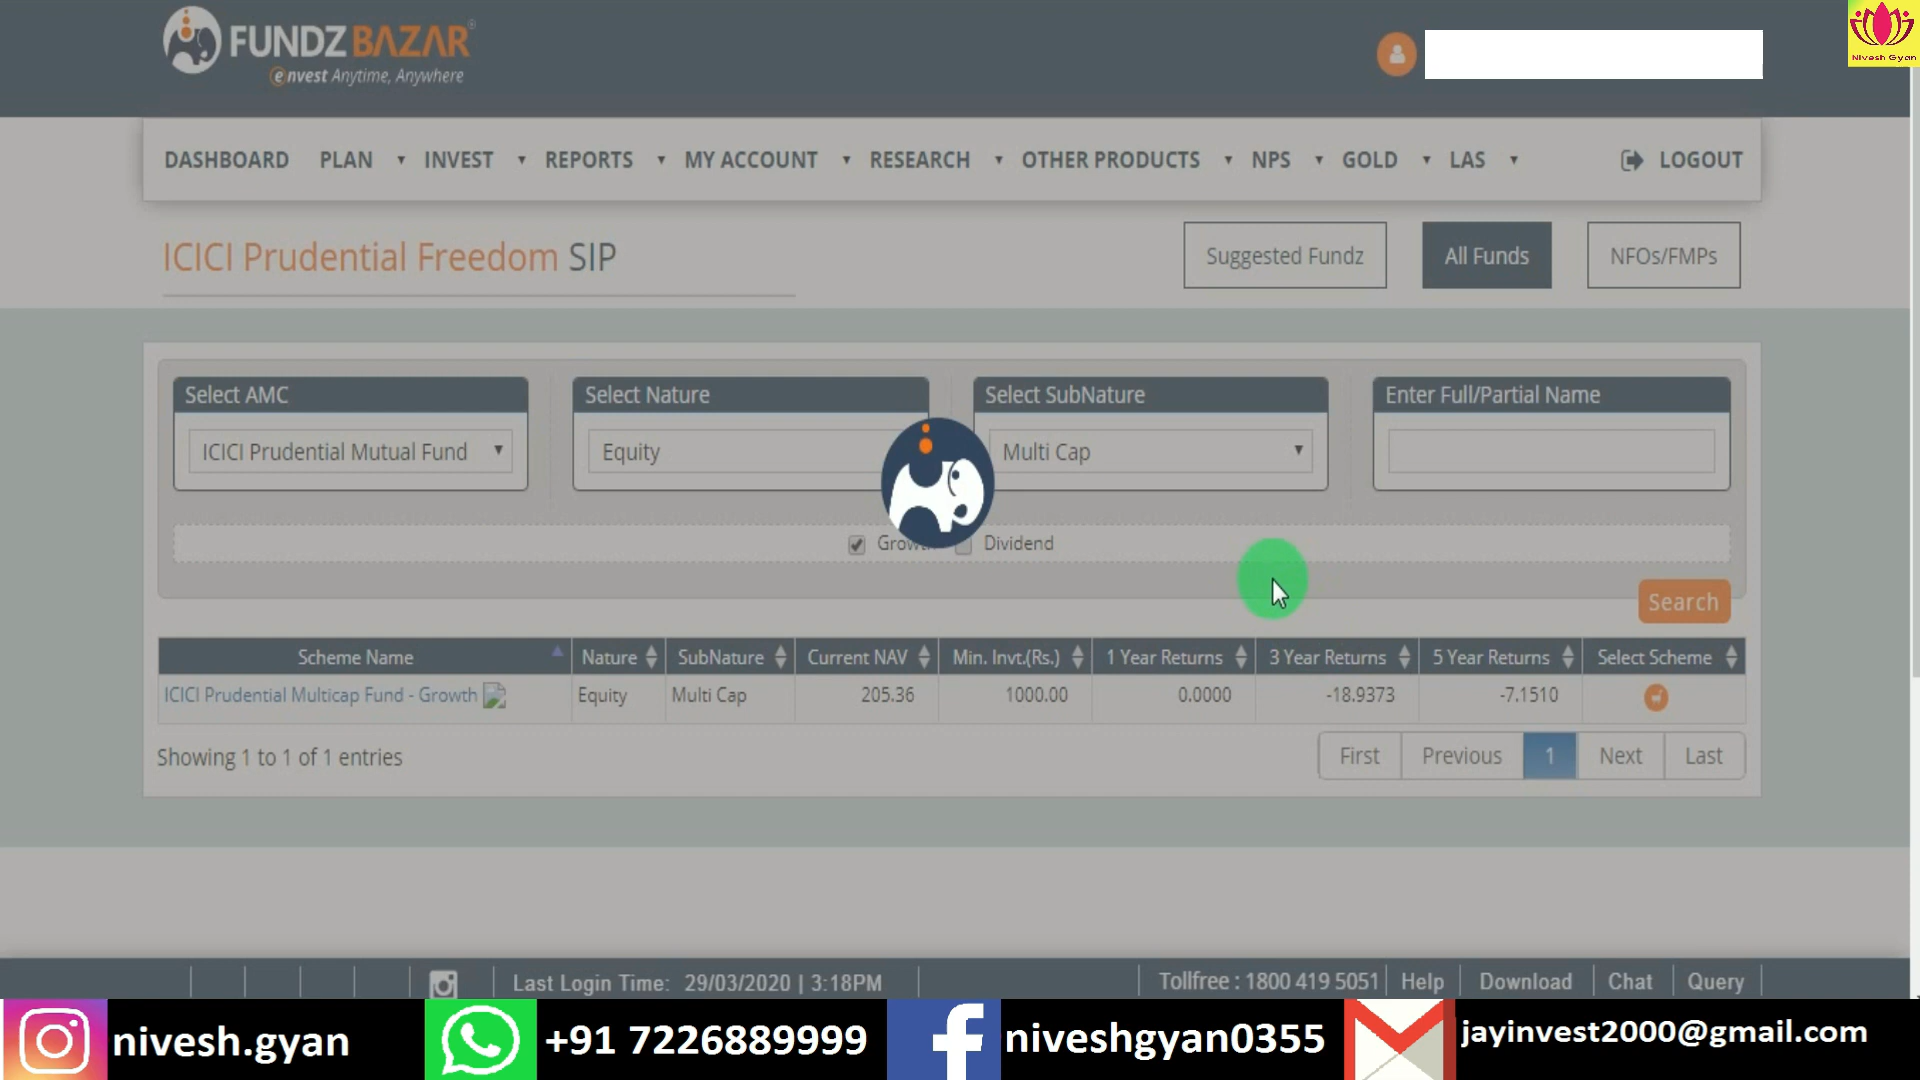 FUNDZ BAZAR
e nvest Anytime, Anywhere
Nivesh Gyan
DASHBOARD PLAN INVEST REPORTS MY ACCOUNT RESEARCH OTHER PRODUCTS NPS GOLD LAS LOGOUT
ICICI Prudential Freedom SIP
Suggested Fundz All Funds NFOs/FMPs
Select AMC Select Nature Select SubNature Enter Full/Partial Name
ICICI Prudential Mutual Fund Equity Multi Cap
Growth Dividend
Search
Scheme Name Nature SubNature Current NAV Min. Invt.(Rs.) 1 Year Returns 3 Year Returns 5 Year Returns Select Scheme
ICICI Prudential Multicap Fund - Growth Equity Multi Cap 205.36 1000.00 0.0000 -18.9373 -7.1510
Showing 1 to 1 of 1 entries First Previous 1 Next Last
Last Login Time: 29/03/2020 | 3:18PM Tollfree : 1800 419 5051 Help Download Chat Query
nivesh.gyan +91 7226889999 niveshgyan0355 jayinvest2000@gmail.com